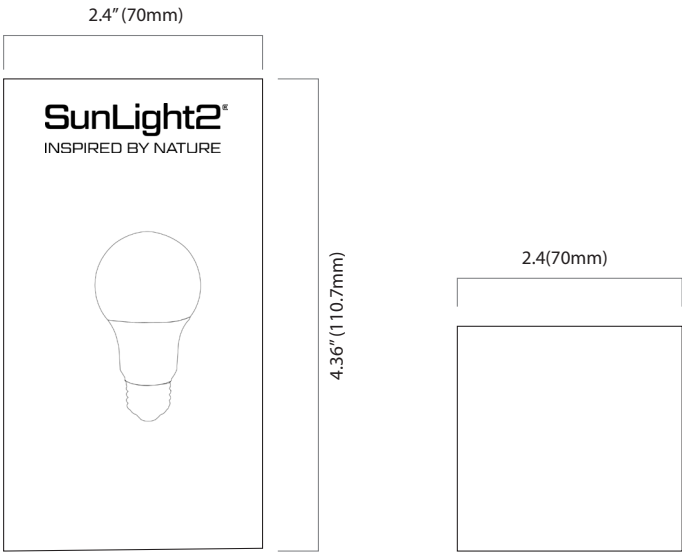 2.4” (70mm)
SunLight2®
INSPIRED BY NATURE
4.36” (110.7mm)
2.4(70mm)